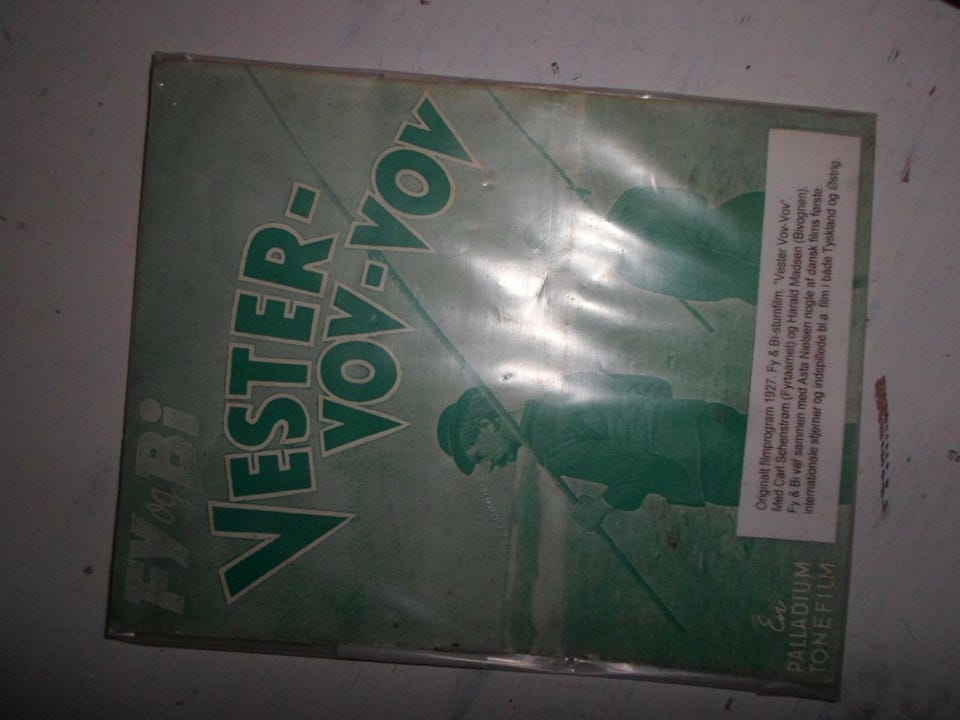 FY og Bi
VESTER-
VOV-VOV
Originalt filmprogram 1927. Fy & Bi-stumfilm. "Vester Vov-Vov".
Med Carl Schenstrøm (Fyrtaarnet) og Harald Madsen (Bivognen).
Fy & Bi var sammen med Asta Nielsen nogle af dansk films første
internationale stjerner og indspillede bl.a. film i både Tyskland og Østrig.
En
PALLADIUM
TONEFILM